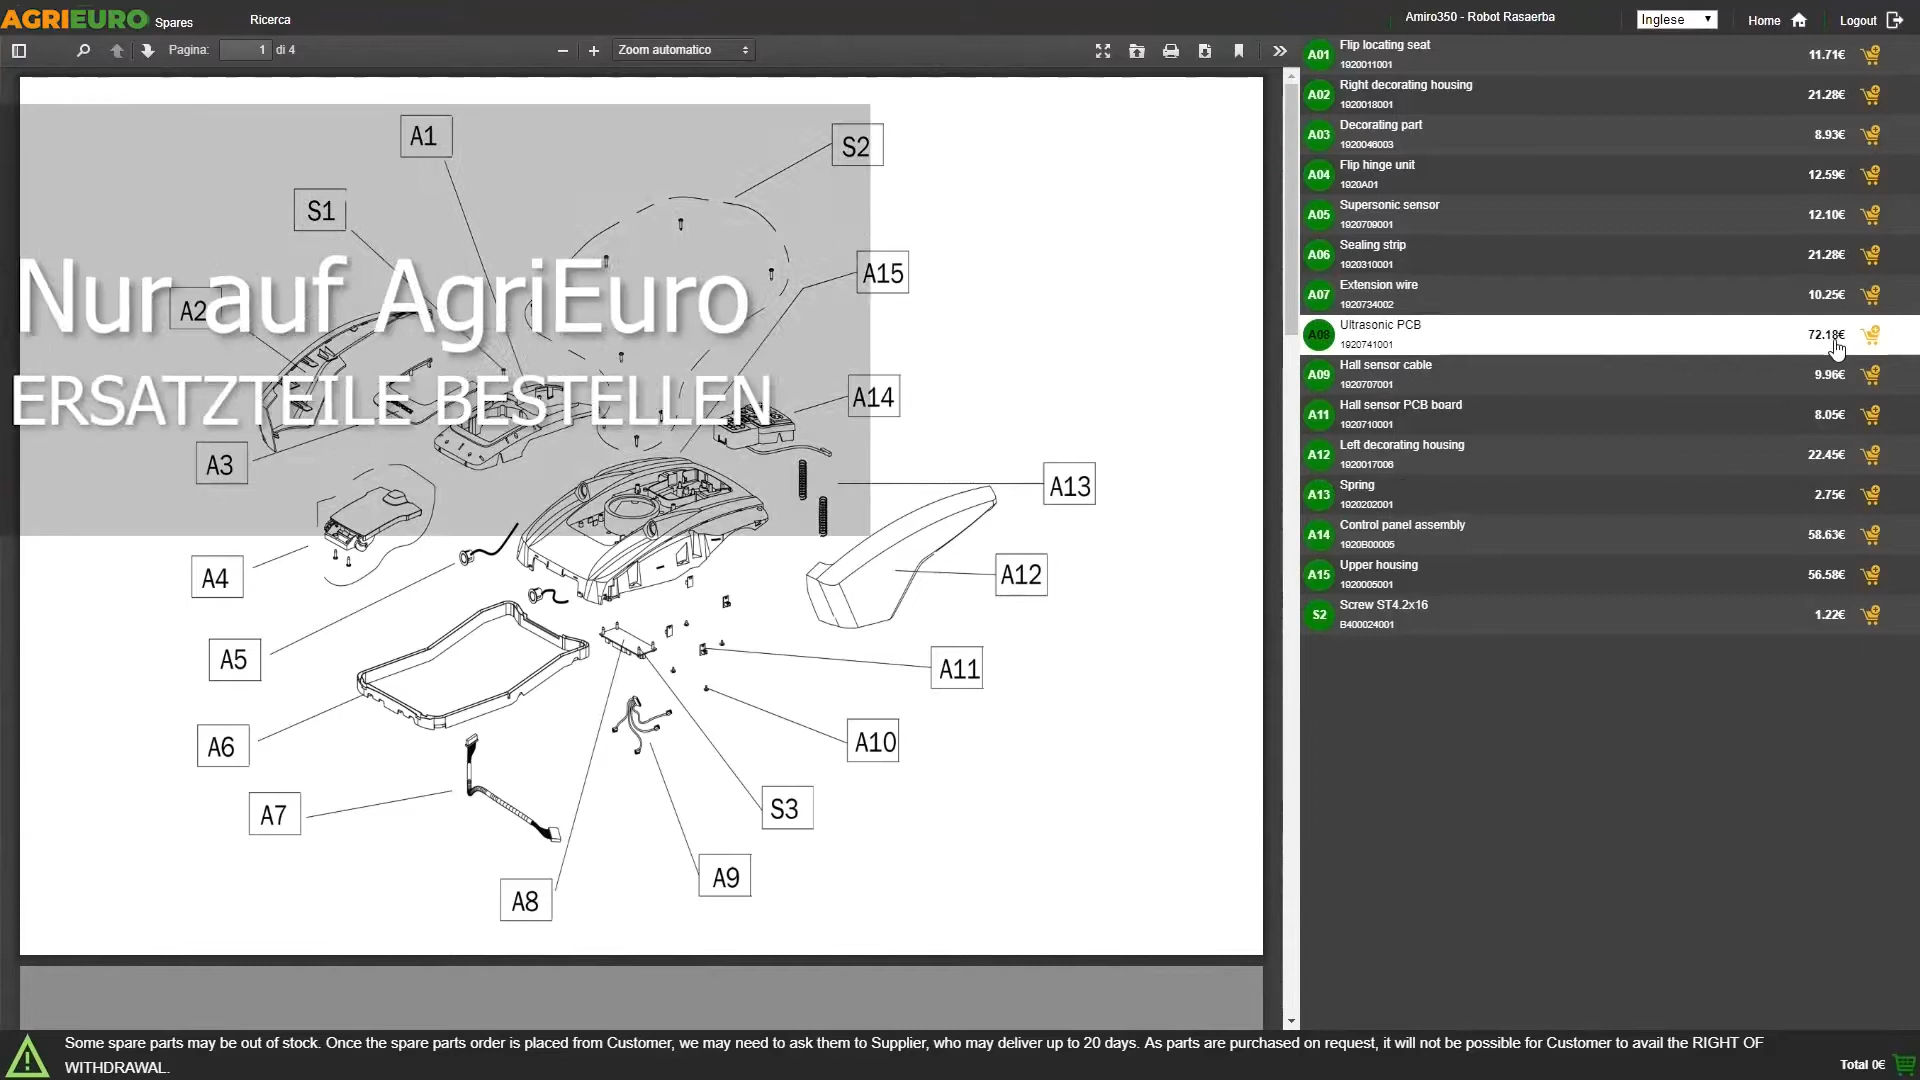 AGRIEURO Spares
Ricerca
Amiro350 - Robot Rasaerba
Inglese
Home
Logout
Pagina:
1
di 4
Zoom automatico
A1
S2
S1
A15
A2
Nur auf AgriEuro
ERSATZTEILE BESTELLEN
A14
A3
A13
A4
A12
A5
A11
A6
A10
A7
S3
A9
A8
A01 Flip locating seat 11.71€
1920011001
A02 Right decorating housing 21.28€
1920018001
A03 Decorating part 8.93€
1920046003
A04 Flip hinge unit 12.59€
1920A01
A05 Supersonic sensor 12.10€
1920709001
A06 Sealing strip 21.28€
1920310001
A07 Extension wire 10.25€
1920734002
A08 Ultrasonic PCB 72.18€
1920741001
A09 Hall sensor cable 9.96€
1920707001
A11 Hall sensor PCB board 8.05€
1920710001
A12 Left decorating housing 22.45€
1920017006
A13 Spring 2.75€
1920202001
A14 Control panel assembly 58.63€
1920B00005
A15 Upper housing 56.58€
1920005001
S2 Screw ST4.2x16 1.22€
B400024001
Some spare parts may be out of stock. Once the spare parts order is placed from Customer, we may need to ask them to Supplier, who may deliver up to 20 days. As parts are purchased on request, it will not be possible for Customer to avail the RIGHT OF
WITHDRAWAL.
Total 0€